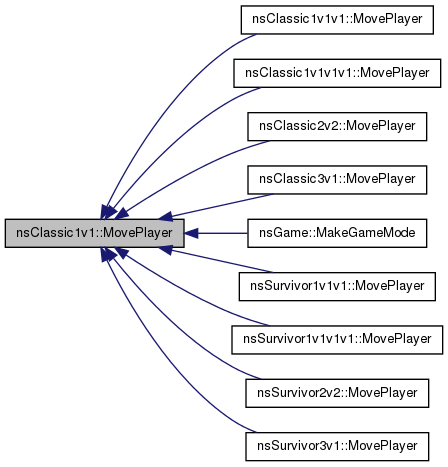 nsClassic1v1v1::MovePlayer
nsClassic1v1v1v1::MovePlayer
nsClassic2v2::MovePlayer
nsClassic3v1::MovePlayer
nsClassic1v1::MovePlayer
nsGame::MakeGameMode
nsSurvivor1v1v1::MovePlayer
nsSurvivor1v1v1v1::MovePlayer
nsSurvivor2v2::MovePlayer
nsSurvivor3v1::MovePlayer